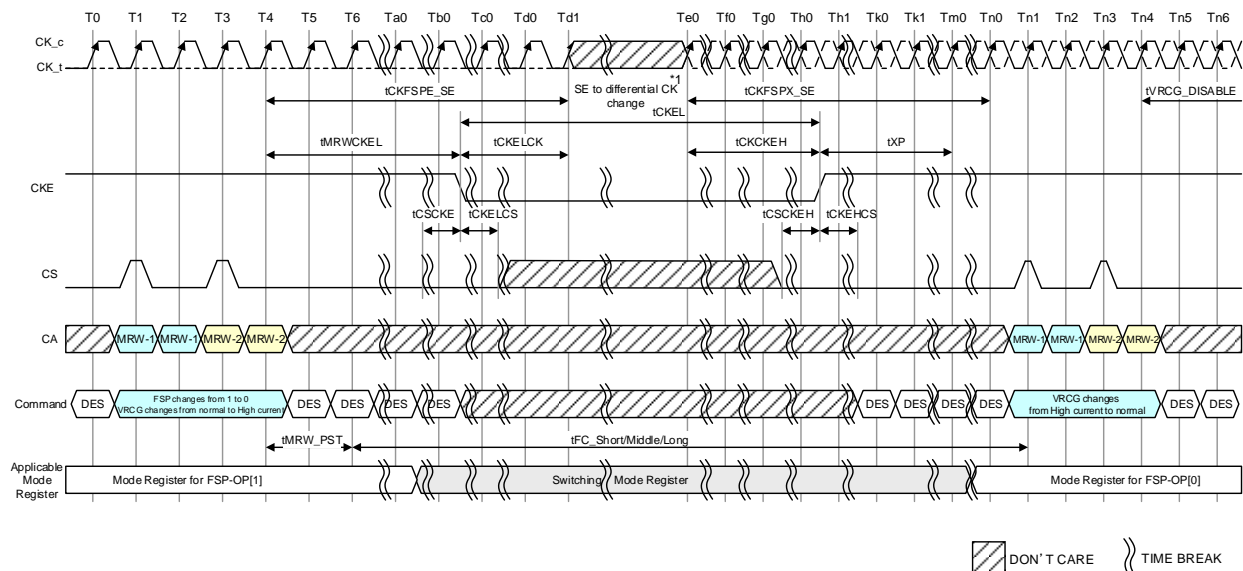 T0 T1 T2 T3 T4 T5 T6 Ta0 Tb0 Tc0 Td0 Td1 Te0 Tf0 Tg0 Th0 Th1 Tk0 Tk1 Tm0 Tn0 Tn1 Tn2 Tn3 Tn4 Tn5 Tn6
CK_c
CK_t
*1
tCKFSPE_SE SE to differential CK tCKFSPX_SE tVRCG_DISABLE
change
tCKEL
tMRWCKEL tCKELCK tCKCKEH tXP
CKE
tCSCKE tCKELCS tCSCKEH tCKEHCS
CS
CA MRW-1 MRW-1 MRW-2 MRW-2 MRW-1 MRW-1 MRW-2 MRW-2
Command DES FSP changes from 1 to 0 DES DES DES DES DES DES DES DES VRCG changes DES DES
VRCG changes from normal to High current from High current to normal
tMRW_PST tFC_Short/Middle/Long
Applicable
Mode
Register
Mode Register for FSP-OP[1] Switching Mode Register Mode Register for FSP-OP[0]
DON'T CARE TIME BREAK